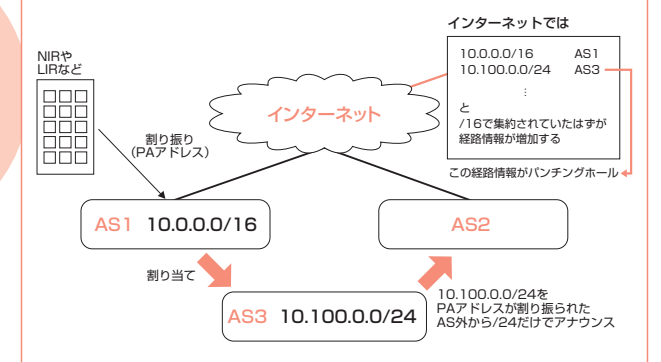 インターネットでは
10.0.0.0/16 AS1
10.100.0.0/24 AS3
⋮
と
/16で集約されていたはずが
経路情報が増加する
この経路情報がパンチングホール
NIRや
LIRなど
インターネット
割り振り
(PAアドレス)
AS1 10.0.0.0/16
AS2
割り当て
AS3 10.100.0.0/24
10.100.0.0/24を
PAアドレスが割り振られた
AS外から/24だけでアナウンス